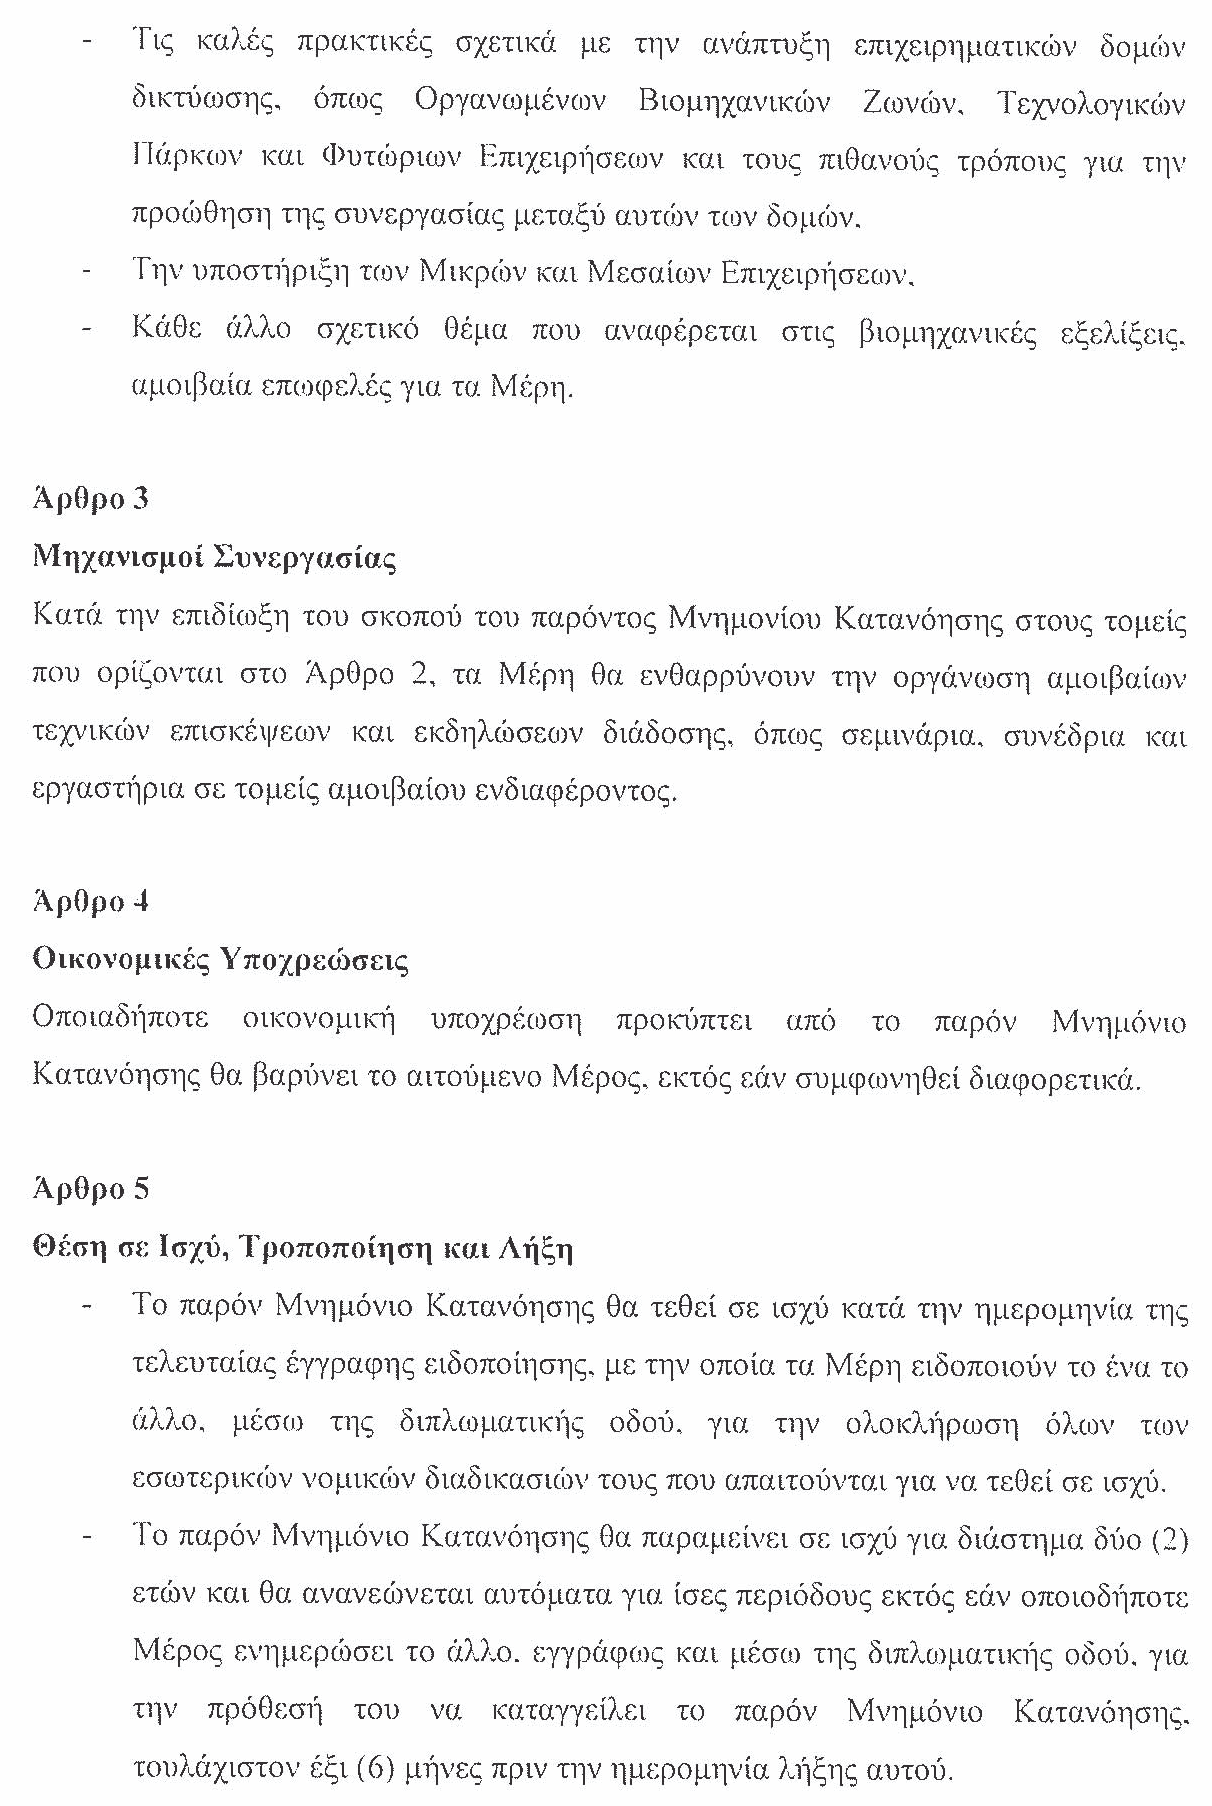 - Τις καλές πρακτικές σχετικά με την ανάπτυξη επιχειρηματικών δομών
δικτύωσης, όπως Οργανωμένων Βιομηχανικών Ζωνών, Τεχνολογικών
Πάρκων και Φυτώριων Επιχειρήσεων και τους πιθανούς τρόπους για την
προώθηση της συνεργασίας μεταξύ αυτών των δομών,
- Την υποστήριξη των Μικρών και Μεσαίων Επιχειρήσεων,
- Κάθε άλλο σχετικό θέμα που αναφέρεται στις βιομηχανικές εξελίξεις,
αμοιβαία επωφελές για τα Μέρη.
Άρθρο 3
Μηχανισμοί Συνεργασίας
Κατά την επιδίωξη του σκοπού του παρόντος Μνημονίου Κατανόησης στους τομείς
που ορίζονται στο Άρθρο 2, τα Μέρη θα ενθαρρύνουν την οργάνωση αμοιβαίων
τεχνικών επισκέψεων και εκδηλώσεων διάδοσης, όπως σεμινάρια, συνέδρια και
εργαστήρια σε τομείς αμοιβαίου ενδιαφέροντος.
Άρθρο 4
Οικονομικές Υποχρεώσεις
Οποιαδήποτε οικονομική υποχρέωση προκύπτει από το παρόν Μνημόνιο
Κατανόησης θα βαρύνει το αιτούμενο Μέρος, εκτός εάν συμφωνηθεί διαφορετικά.
Άρθρο 5
Θέση σε Ισχύ, Τροποποίηση και Λήξη
- Το παρόν Μνημόνιο Κατανόησης θα τεθεί σε ισχύ κατά την ημερομηνία της
τελευταίας έγγραφης ειδοποίησης, με την οποία τα Μέρη ειδοποιούν το ένα το
άλλο, μέσω της διπλωματικής οδού, για την ολοκλήρωση όλων των
εσωτερικών νομικών διαδικασιών τους που απαιτούνται για να τεθεί σε ισχύ.
- Το παρόν Μνημόνιο Κατανόησης θα παραμείνει σε ισχύ για διάστημα δύο (2)
ετών και θα ανανεώνεται αυτόματα για ίσες περιόδους εκτός εάν οποιοδήποτε
Μέρος ενημερώσει το άλλο, εγγράφως και μέσω της διπλωματικής οδού, για
την πρόθεσή του να καταγγείλει το παρόν Μνημόνιο Κατανόησης,
τουλάχιστον έξι (6) μήνες πριν την ημερομηνία λήξης αυτού.